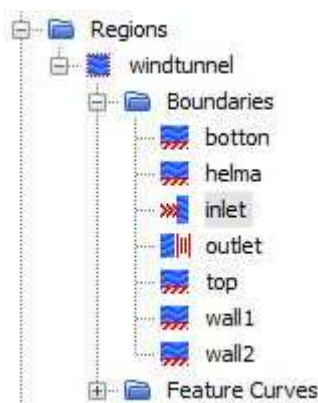 Regions
windtunnel
Boundaries
botton
helma
inlet
outlet
top
wall1
wall2
Feature Curves